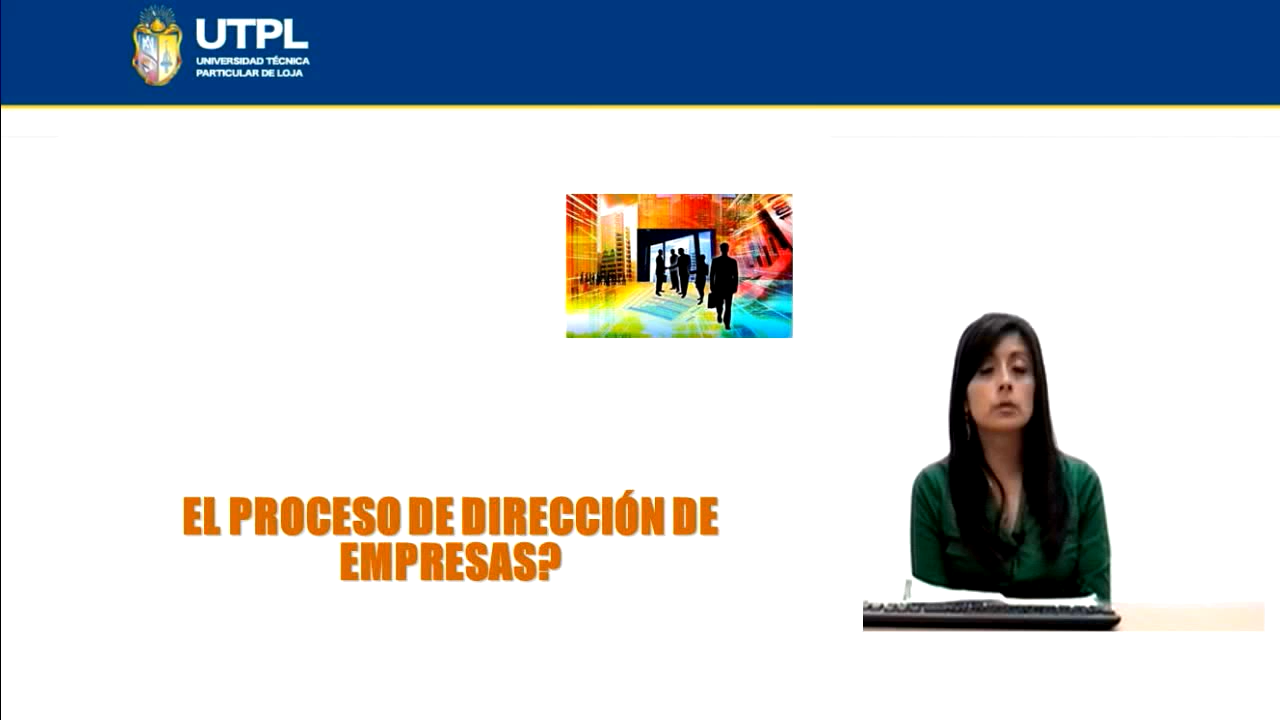 UTPL
UNIVERSIDAD TÉCNICA
PARTICULAR DE LOJA
EL PROCESO DE DIRECCIÓN DE
EMPRESAS?